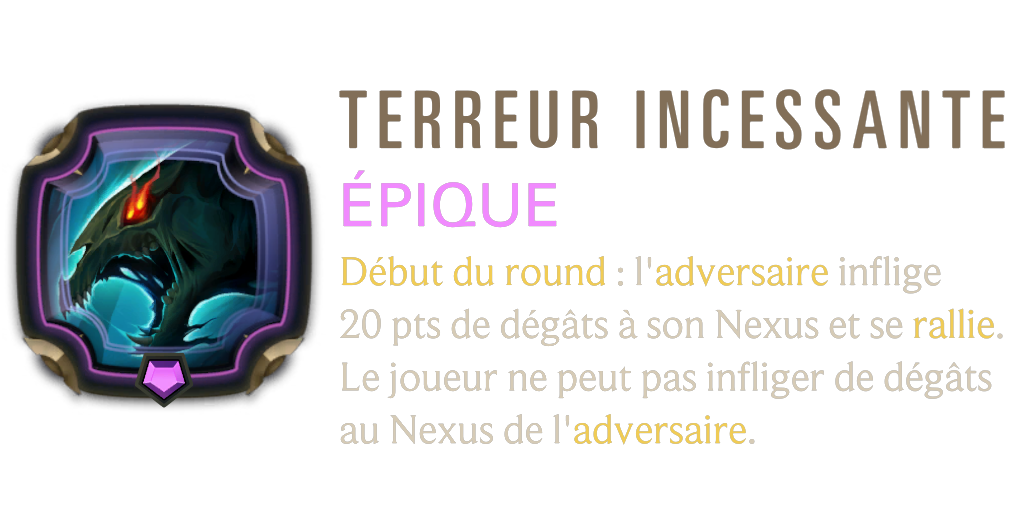 TERREUR INCESSANTE
ÉPIQUE
Début du round : l'adversaire inflige
20 pts de dégâts à son Nexus et se rallie.
Le joueur ne peut pas infliger de dégâts
au Nexus de l'adversaire.